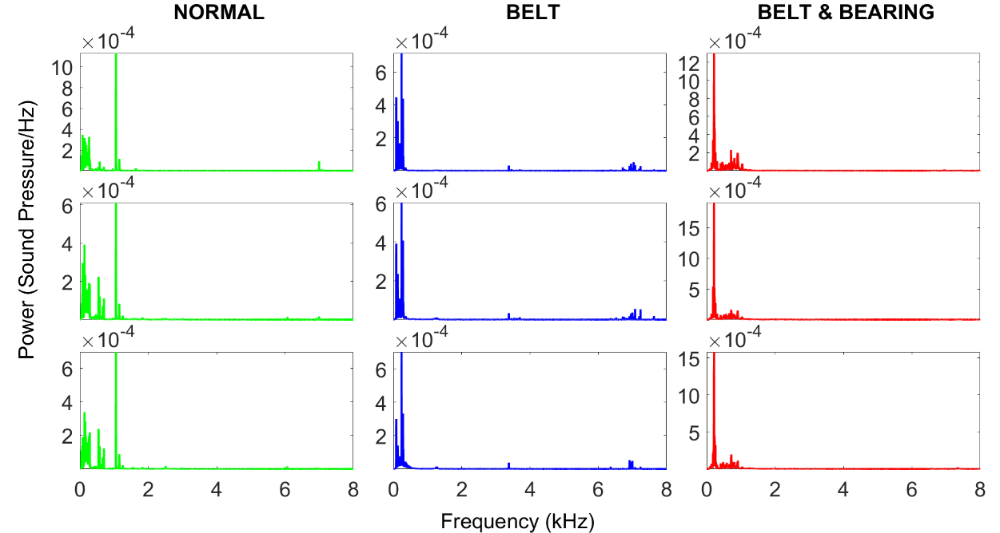 NORMAL BELT BELT & BEARING
×10⁻⁴ ×10⁻⁴ ×10⁻⁴
10 8 6 4 2
6 4 2
12 10 8 6 4 2
×10⁻⁴ ×10⁻⁴ ×10⁻⁴
6 4 2
6 4 2
15 10 5
×10⁻⁴ ×10⁻⁴ ×10⁻⁴
6 4 2
6 4 2
15 10 5
0 2 4 6 8 0 2 4 6 8 0 2 4 6 8
Power (Sound Pressure/Hz)
Frequency (kHz)